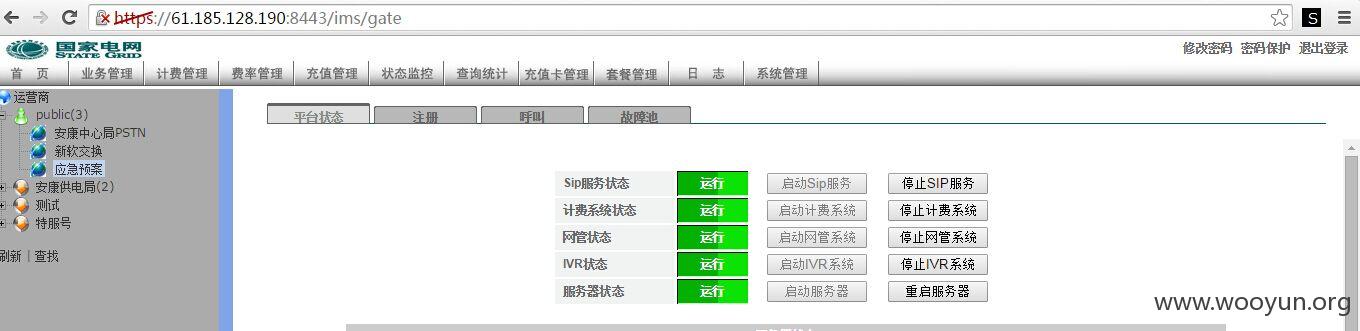 https://61.185.128.190:8443/ims/gate
国家电网
STATE GRID
修改密码 密码保护 退出登录
首 页 业务管理 计费管理 费率管理 充值管理 状态监控 查询统计 充值卡管理 套餐管理 日 志 系统管理
运营商
public(3)
安康中心局PSTN
新软交换
应急预案
安康供电局(2)
测试
特服号
刷新 | 查找
平台状态 注册 呼叫 故障池
Sip服务状态 运行 启动Sip服务 停止SIP服务
计费系统状态 运行 启动计费系统 停止计费系统
网管状态 运行 启动网管系统 停止网管系统
IVR状态 运行 启动IVR系统 停止IVR系统
服务器状态 运行 启动服务器 重启服务器
www.wooyun.org